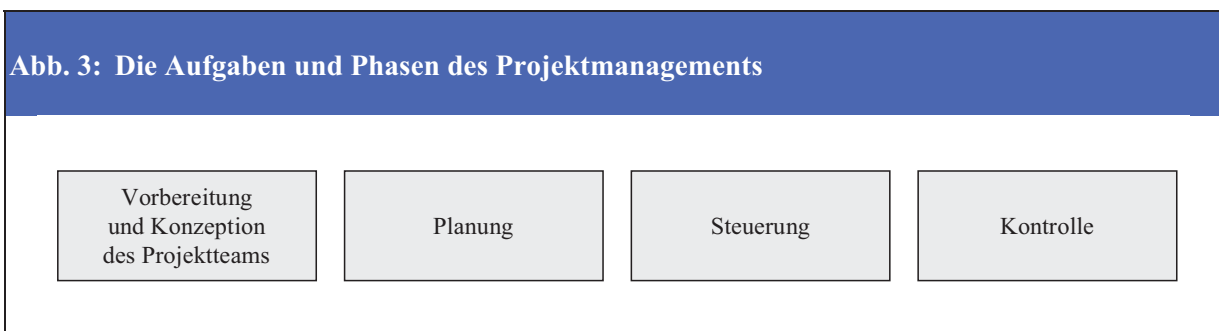 Abb. 3: Die Aufgaben und Phasen des Projektmanagements
Vorbereitung
und Konzeption
des Projektteams
Planung
Steuerung
Kontrolle